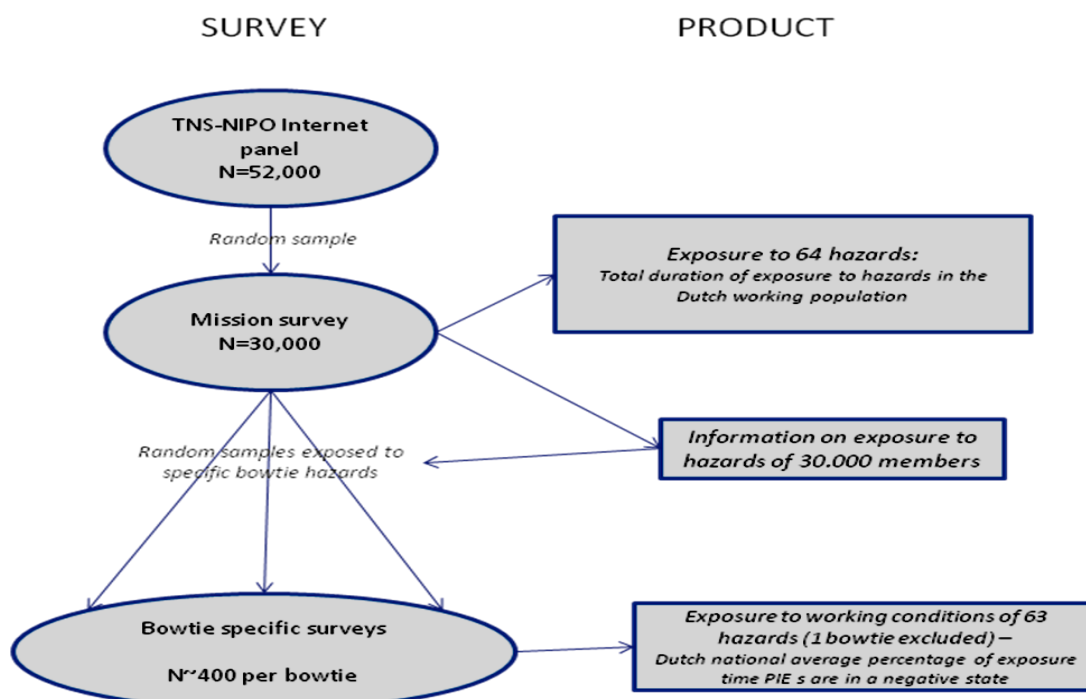 SURVEY
PRODUCT
TNS-NIPO Internet
panel
N=52,000
Random sample
Exposure to 64 hazards:
Total duration of exposure to hazards in the
Dutch working population
Mission survey
N=30,000
Random samples exposed to
specific bowtie hazards
Information on exposure to
hazards of 30.000 members
Bowtie specific surveys
N~400 per bowtie
Exposure to working conditions of 63
hazards (1 bowtie excluded) –
Dutch national average percentage of exposure
time PIE s are in a negative state